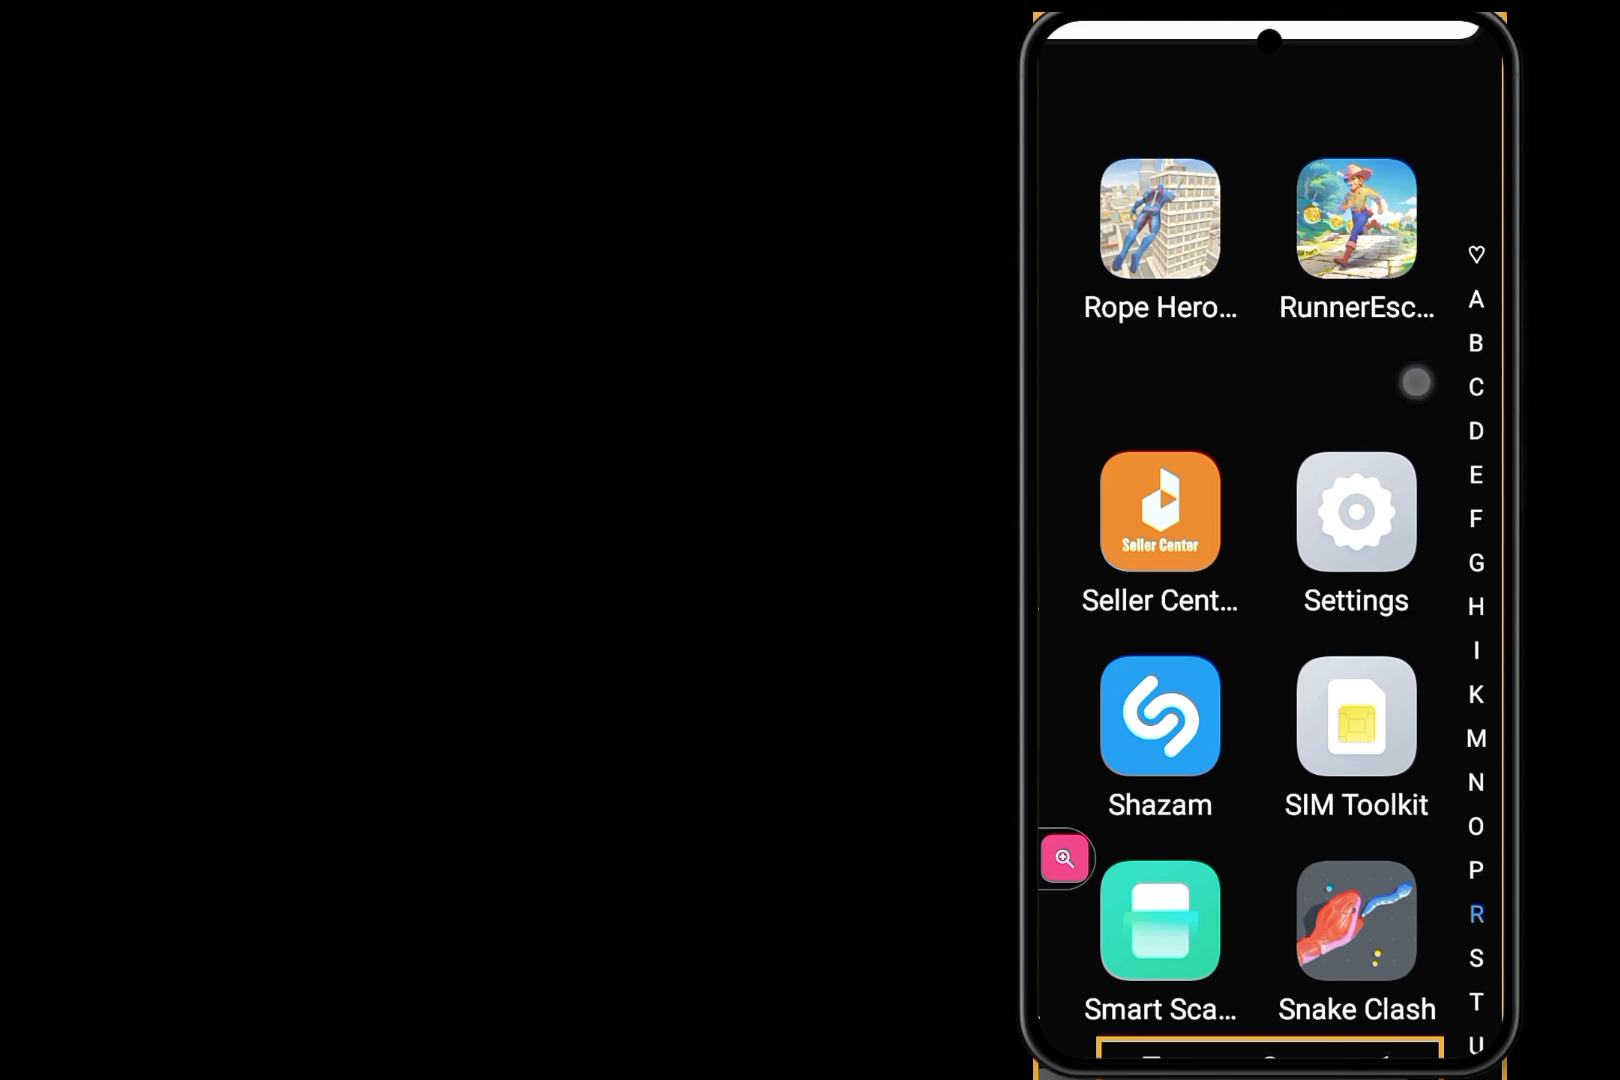 Rope Hero... RunnerEsc...
Seller Center
Seller Cent... Settings
Shazam SIM Toolkit
Smart Sca... Snake Clash
A
B
C
D
E
F
G
H
I
K
M
N
O
P
R
S
T
U